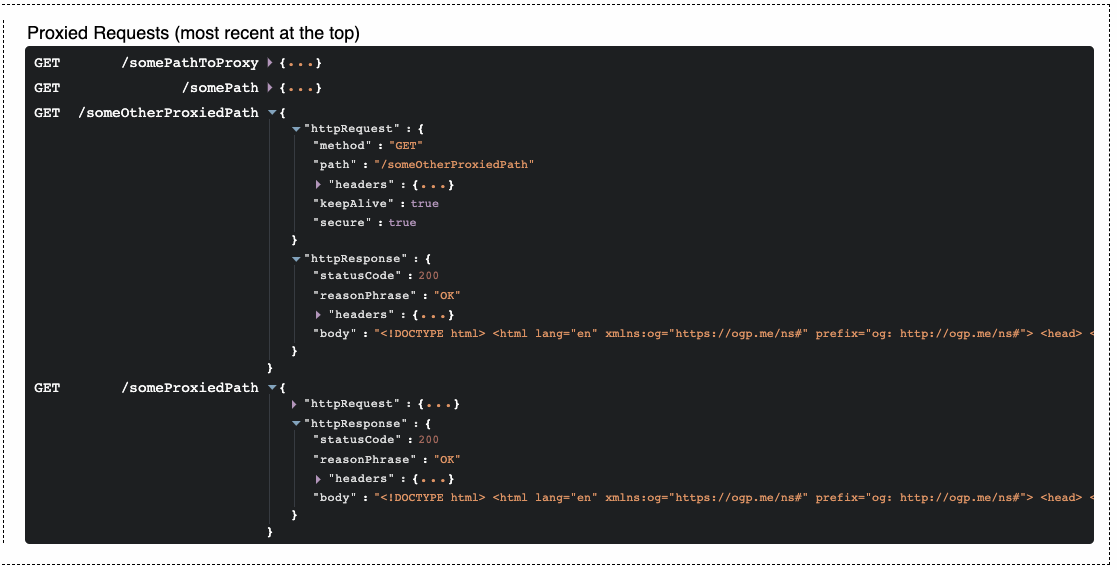 Proxied Requests (most recent at the top)
GET /somePathToProxy {...}
GET /somePath {...}
GET /someOtherProxiedPath {
"httpRequest" : {
"method" : "GET"
"path" : "/someOtherProxiedPath"
"headers" : {...}
"keepAlive" : true
"secure" : true
}
"httpResponse" : {
"statusCode" : 200
"reasonPhrase" : "OK"
"headers" : {...}
"body" : "<!DOCTYPE html> <html lang="en" xmlns:og="https://ogp.me/ns#" prefix="og: http://ogp.me/ns#"> <head> <
}
}
GET /someProxiedPath {
"httpRequest" : {...}
"httpResponse" : {
"statusCode" : 200
"reasonPhrase" : "OK"
"headers" : {...}
"body" : "<!DOCTYPE html> <html lang="en" xmlns:og="https://ogp.me/ns#" prefix="og: http://ogp.me/ns#"> <head> <
}
}